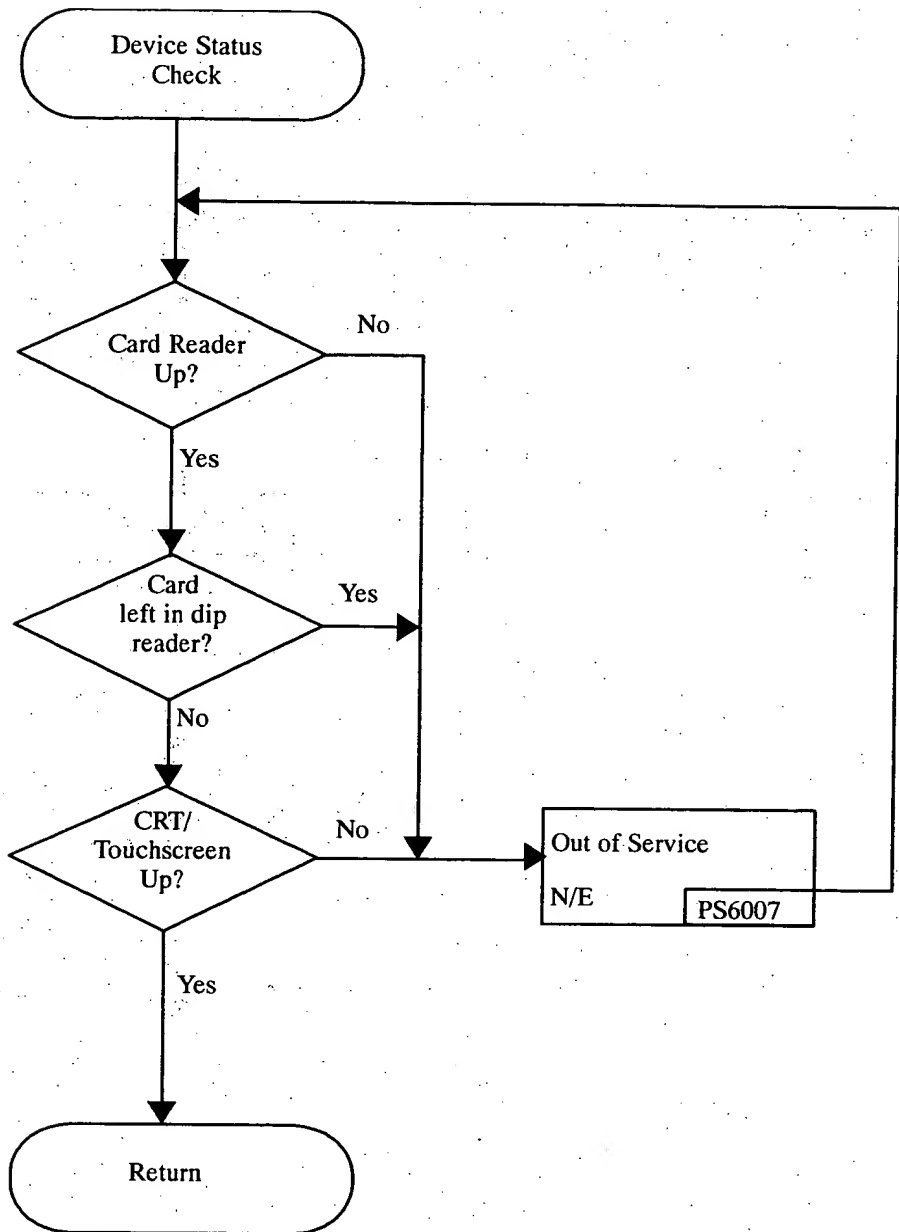 Device Status
Check
Card Reader
Up?
No
Yes
Card
left in dip
reader?
Yes
No
CRT/
Touchscreen
Up?
No
Out of Service
N/E
PS6007
Yes
Return